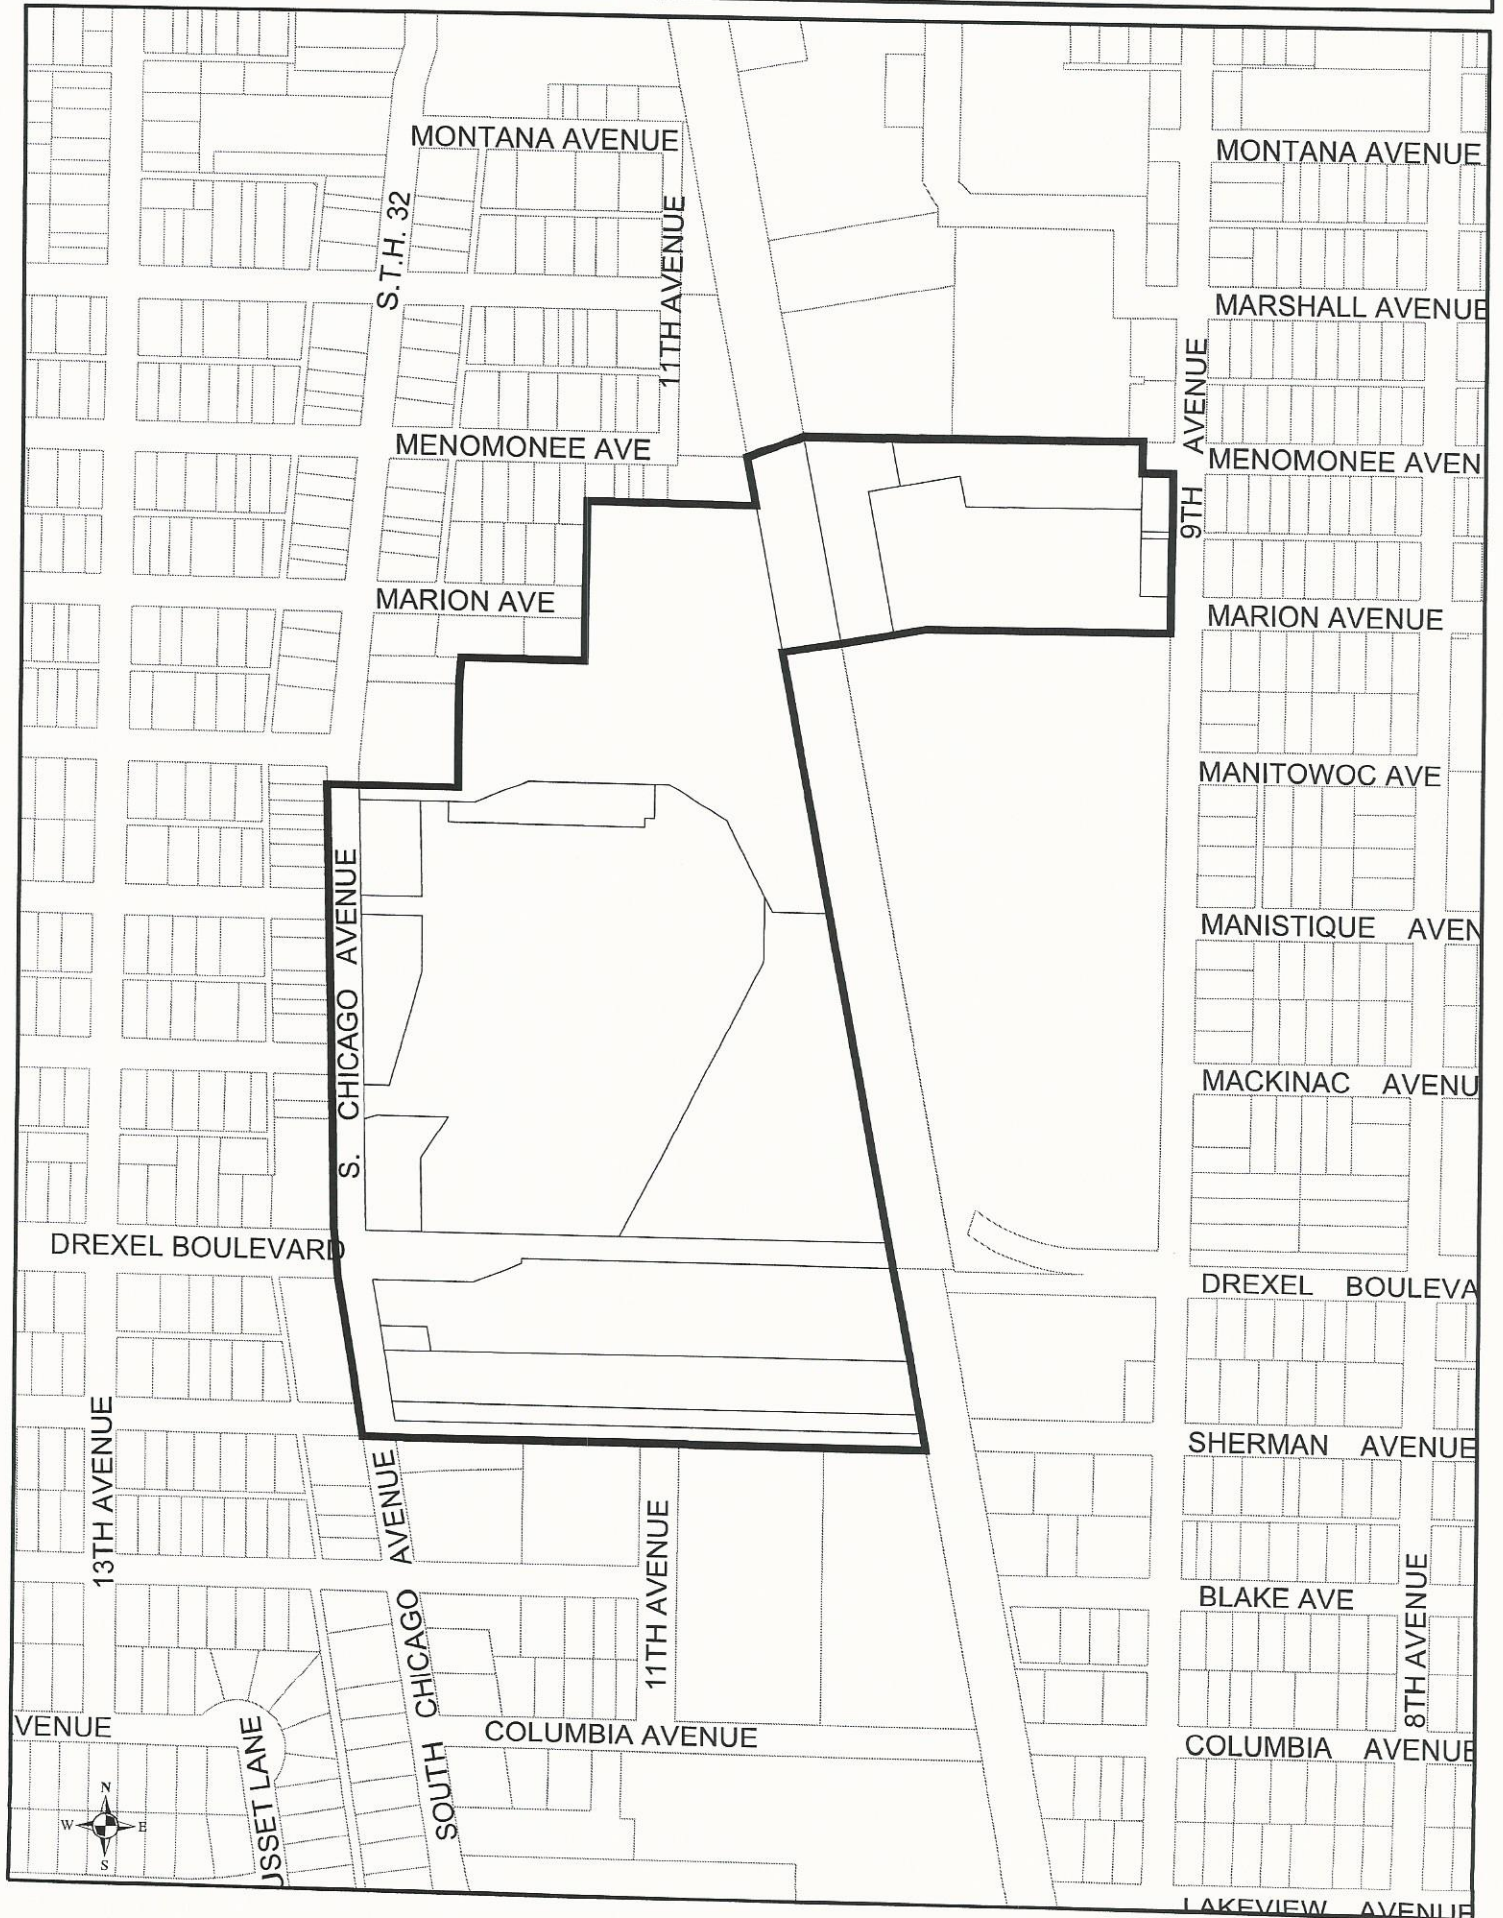 MONTANA AVENUE
MONTANA AVENUE
S.T.H. 32
11TH AVENUE
MARSHALL AVENUE
9TH AVENUE
MENOMONEE AVE
MENOMONEE AVEN
MARION AVE
MARION AVENUE
MANITOWOC AVE
S. CHICAGO AVENUE
MANISTIQUE AVEN
MACKINAC AVENU
DREXEL BOULEVARD
DREXEL BOULEVA
13TH AVENUE
SHERMAN AVENUE
11TH AVENUE
BLAKE AVE
8TH AVENUE
SOUTH CHICAGO AVENUE
VENUE
COLUMBIA AVENUE
COLUMBIA AVENUE
USSET LANE
N
W E
S
LAKEVIEW AVENUE